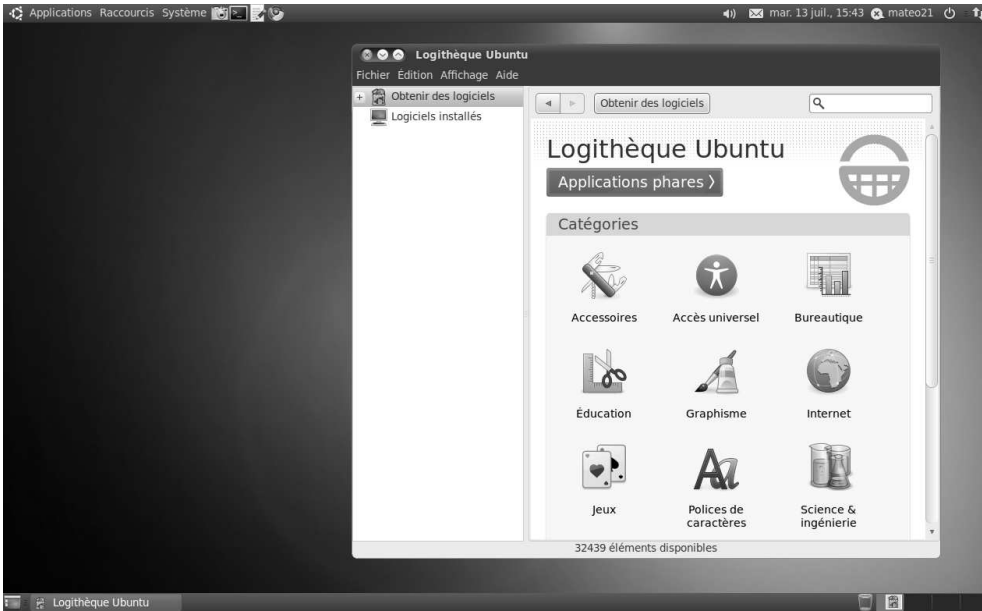 Applications Raccourcis Système
mar. 13 juil., 15:43 mateo21
Logithèque Ubuntu
Fichier Édition Affichage Aide
Obtenir des logiciels
Logiciels installés
Obtenir des logiciels
Logithèque Ubuntu
Applications phares
Catégories
Accessoires Accès universel Bureautique
Éducation Graphisme Internet
Jeux Polices de caractères Science & ingénierie
32439 éléments disponibles
Logithèque Ubuntu